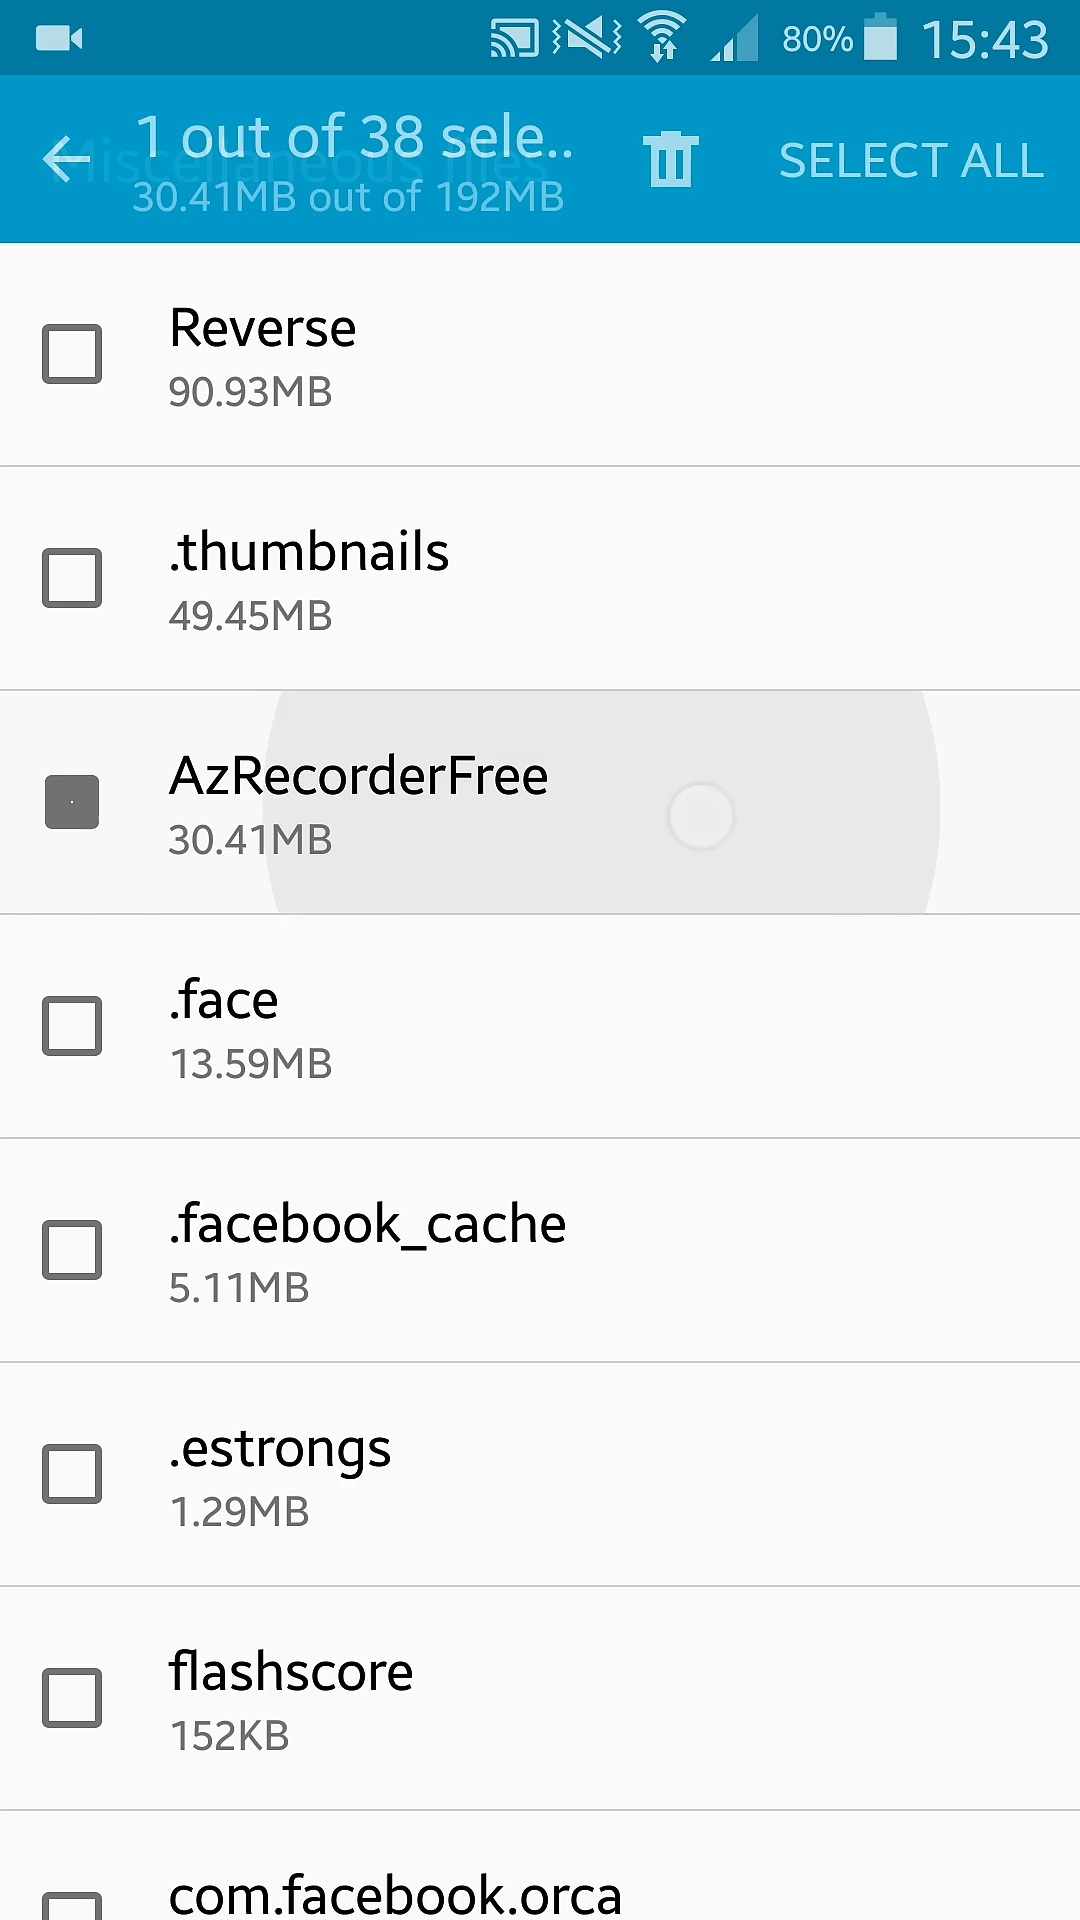 80% 15:43
1 out of 38 sele..
Miscellaneous files
30.41MB out of 192MB
SELECT ALL
Reverse
90.93MB
.thumbnails
49.45MB
AzRecorderFree
30.41MB
.face
13.59MB
.facebook_cache
5.11MB
.estrongs
1.29MB
flashscore
152KB
com.facebook.orca